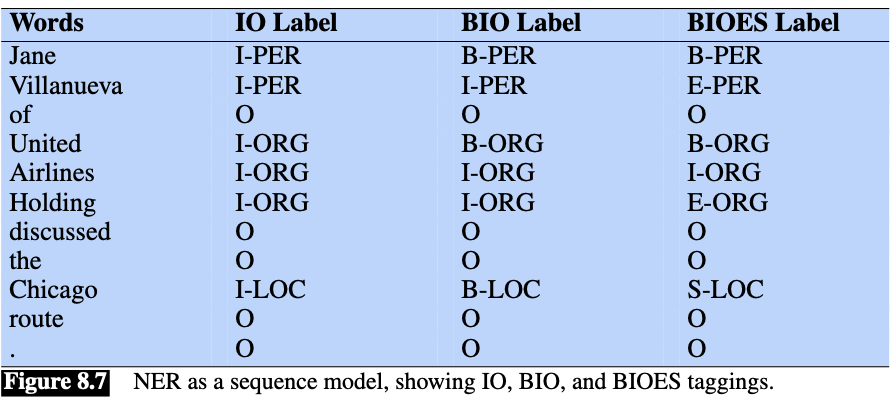 Words IO Label BIO Label BIOES Label
Jane I-PER B-PER B-PER
Villanueva I-PER I-PER E-PER
of O O O
United I-ORG B-ORG B-ORG
Airlines I-ORG I-ORG I-ORG
Holding I-ORG I-ORG E-ORG
discussed O O O
the O O O
Chicago I-LOC B-LOC S-LOC
route O O O
. O O O
Figure 8.7 NER as a sequence model, showing IO, BIO, and BIOES taggings.